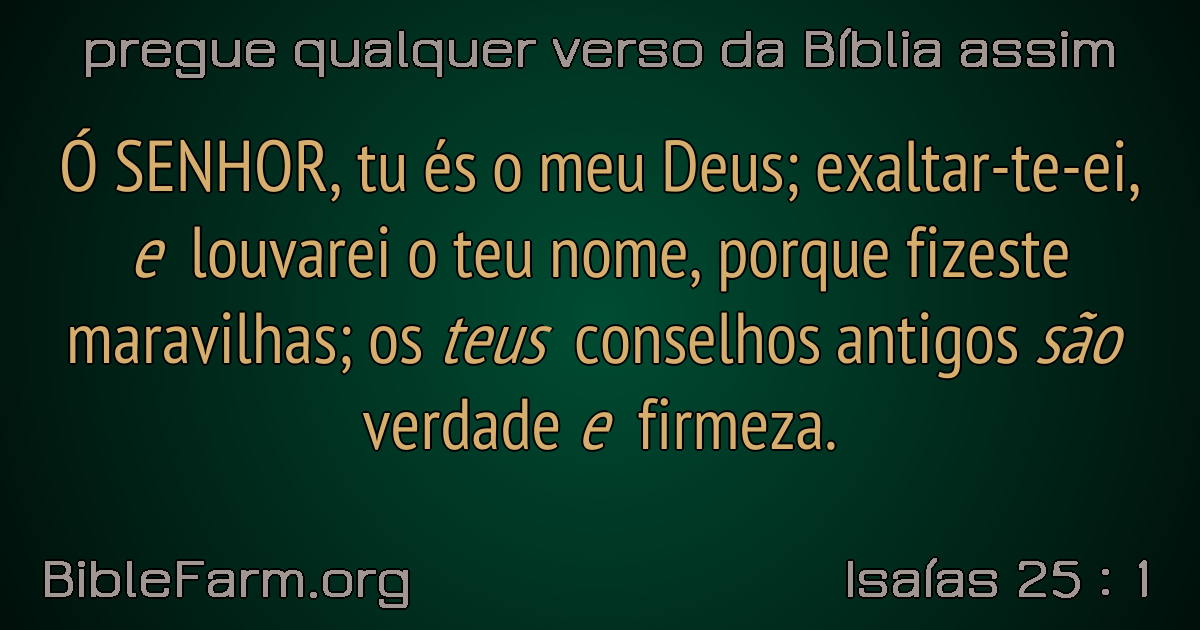 pregue qualquer verso da Bíblia assim
Ó SENHOR, tu és o meu Deus; exaltar-te-ei,
e louvarei o teu nome, porque fizeste
maravilhas; os teus conselhos antigos são
verdade e firmeza.
BibleFarm.org
Isaías 25 : 1